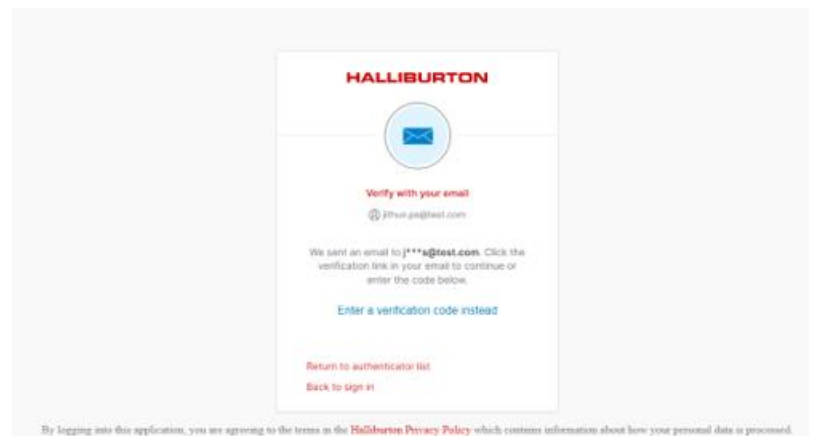 HALLIBURTON
Verify with your email
jithun.ps@test.com
We sent an email to j***s@test.com. Click the
verification link in your email to continue or
enter the code below.
Enter a verification code instead
Return to authenticator list
Back to sign in
By logging into this application, you are agreeing to the terms in the Halliburton Privacy Policy which contains information about how your personal data is processed.